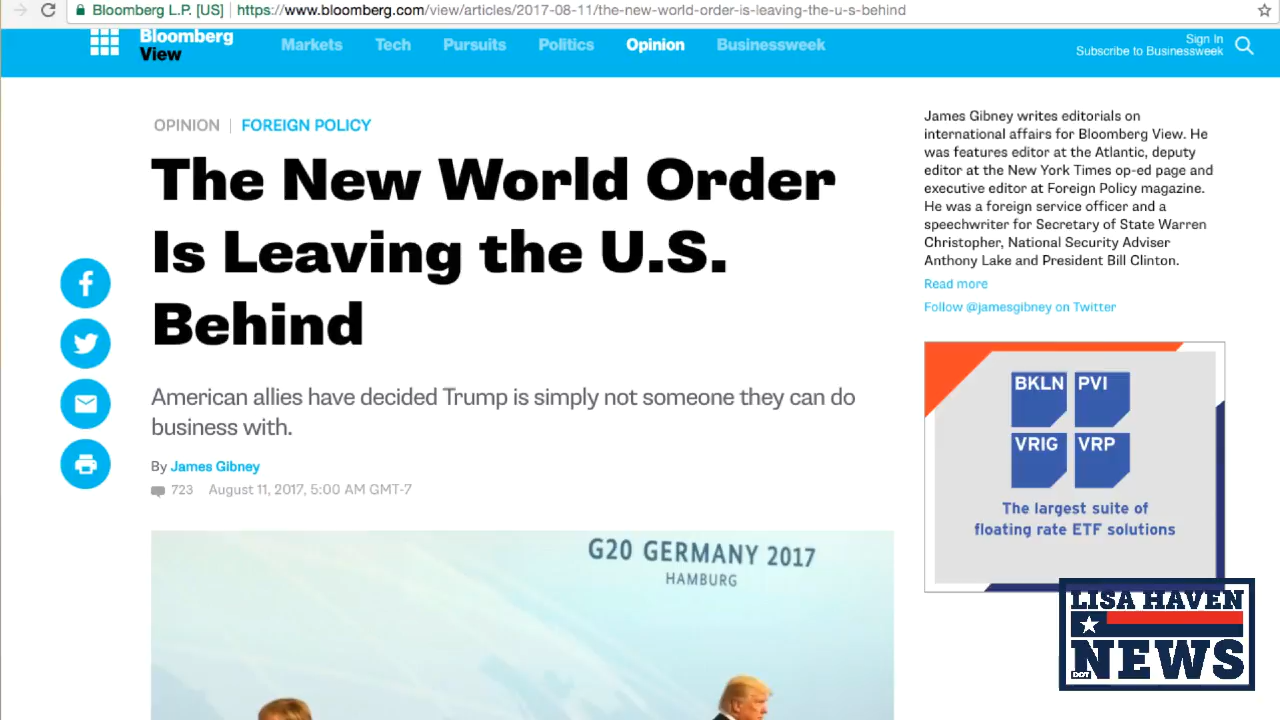 Bloomberg L.P. [US] https://www.bloomberg.com/view/articles/2017-08-11/the-new-world-order-is-leaving-the-u-s-behind
Bloomberg
View
Markets Tech Pursuits Politics Opinion Businessweek
Sign In
Subscribe to Businessweek
OPINION | FOREIGN POLICY
The New World Order
Is Leaving the U.S.
Behind
American allies have decided Trump is simply not someone they can do
business with.
By James Gibney
723 August 11, 2017, 5:00 AM GMT-7
G20 GERMANY 2017
HAMBURG
James Gibney writes editorials on
international affairs for Bloomberg View. He
was features editor at the Atlantic, deputy
editor at the New York Times op-ed page and
executive editor at Foreign Policy magazine.
He was a foreign service officer and a
speechwriter for Secretary of State Warren
Christopher, National Security Adviser
Anthony Lake and President Bill Clinton.
Read more
Follow @jamesgibney on Twitter
BKLN PVI
VRIG VRP
The largest suite of
floating rate ETF solutions
LISA HAVEN
NEWS
DOT